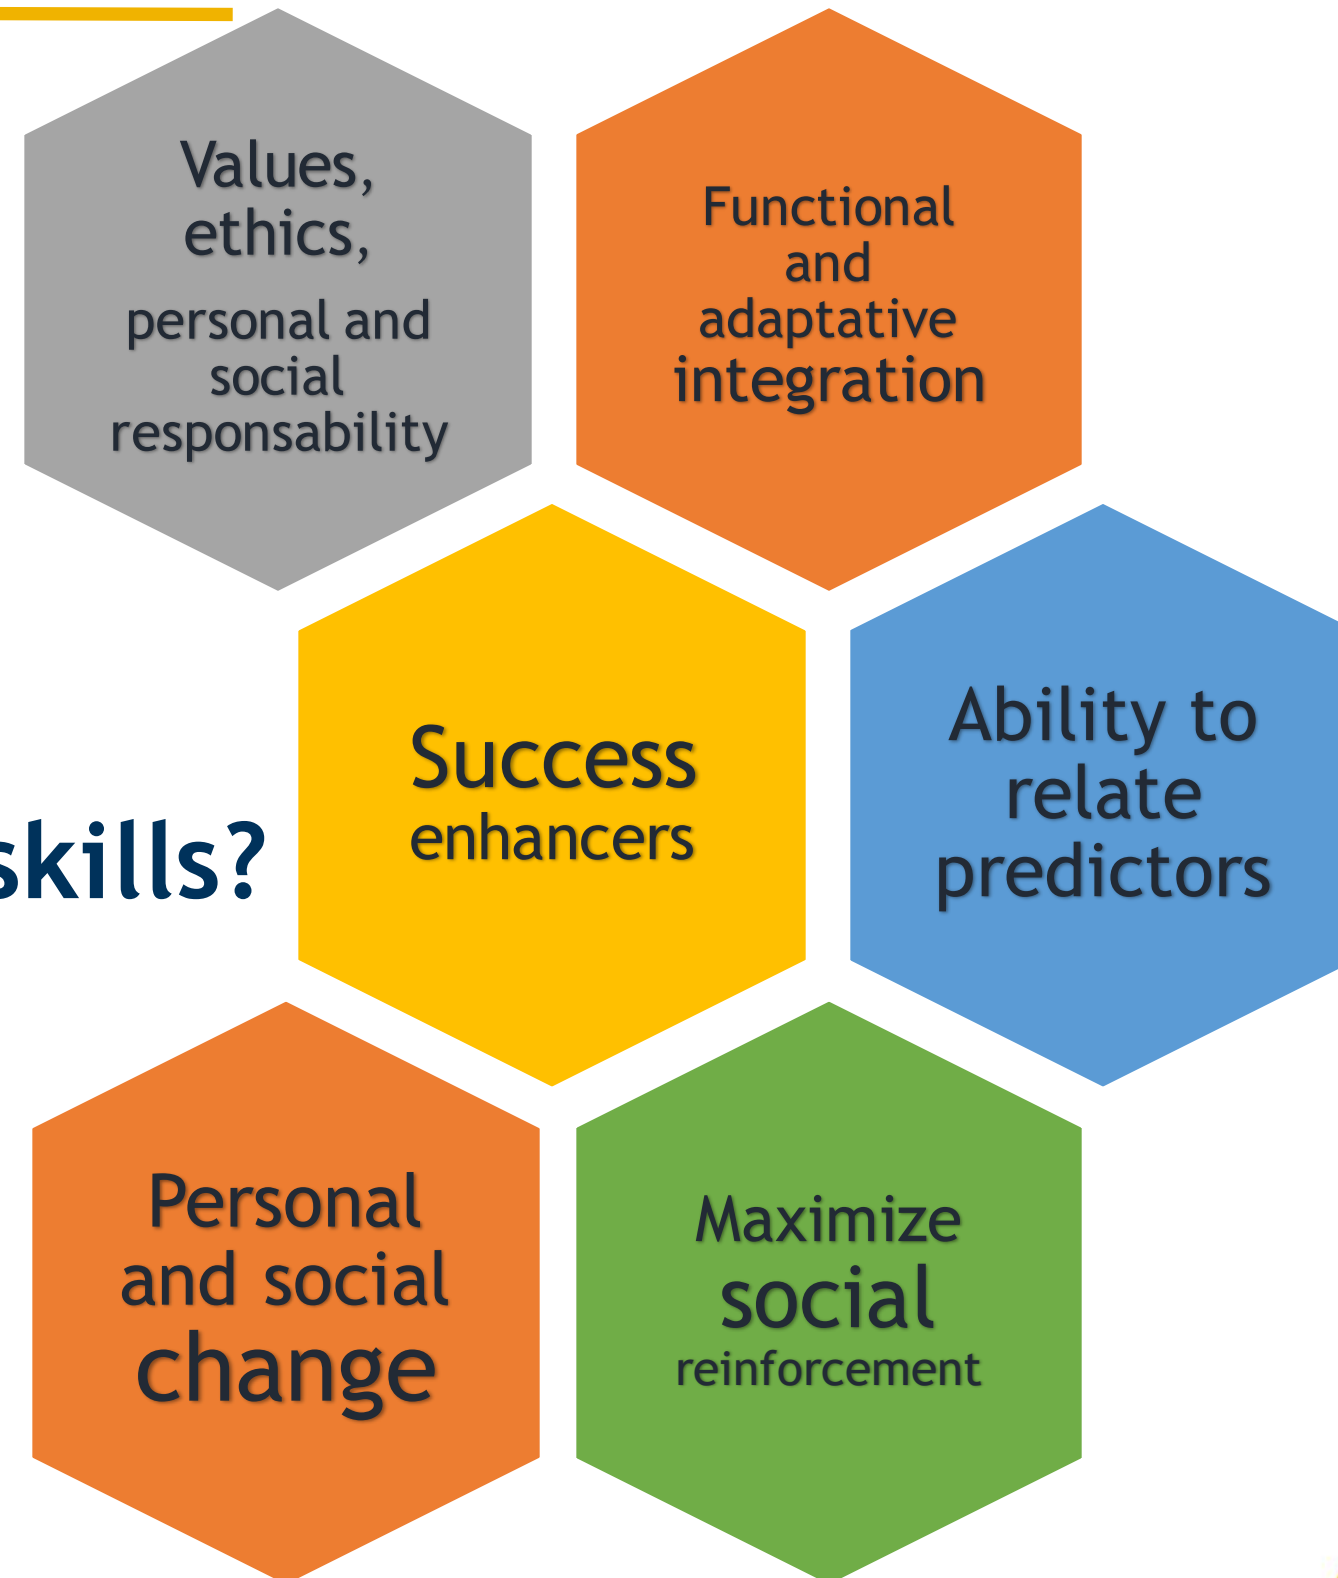 Values,
ethics,
personal and
social
responsability
Functional
and
adaptative
integration
skills?
Success
enhancers
Ability to
relate
predictors
Personal
and social
change
Maximize
social
reinforcement